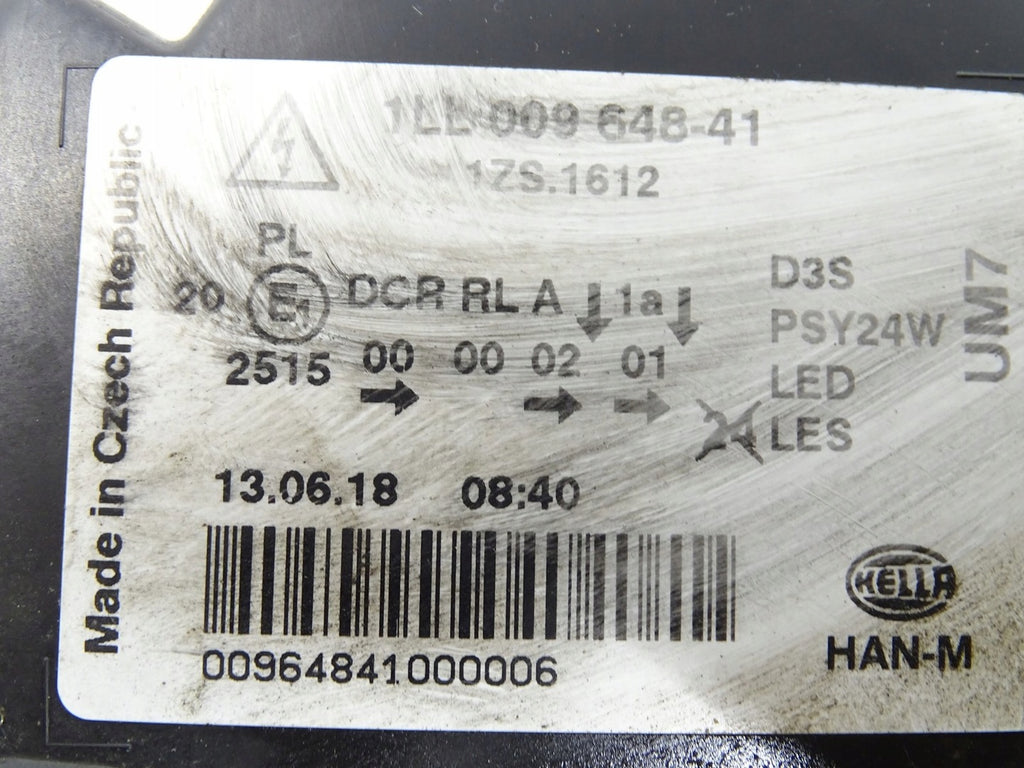 1LL 009 648-41
1ZS.1612
PL
20 E1 DCR RL A 1a
2515 00 00 02 01
D3S
PSY24W
LED
LES
UM7
13.06.18 08:40
00964841000006
HELLA
HAN-M
Made in Czech Republic